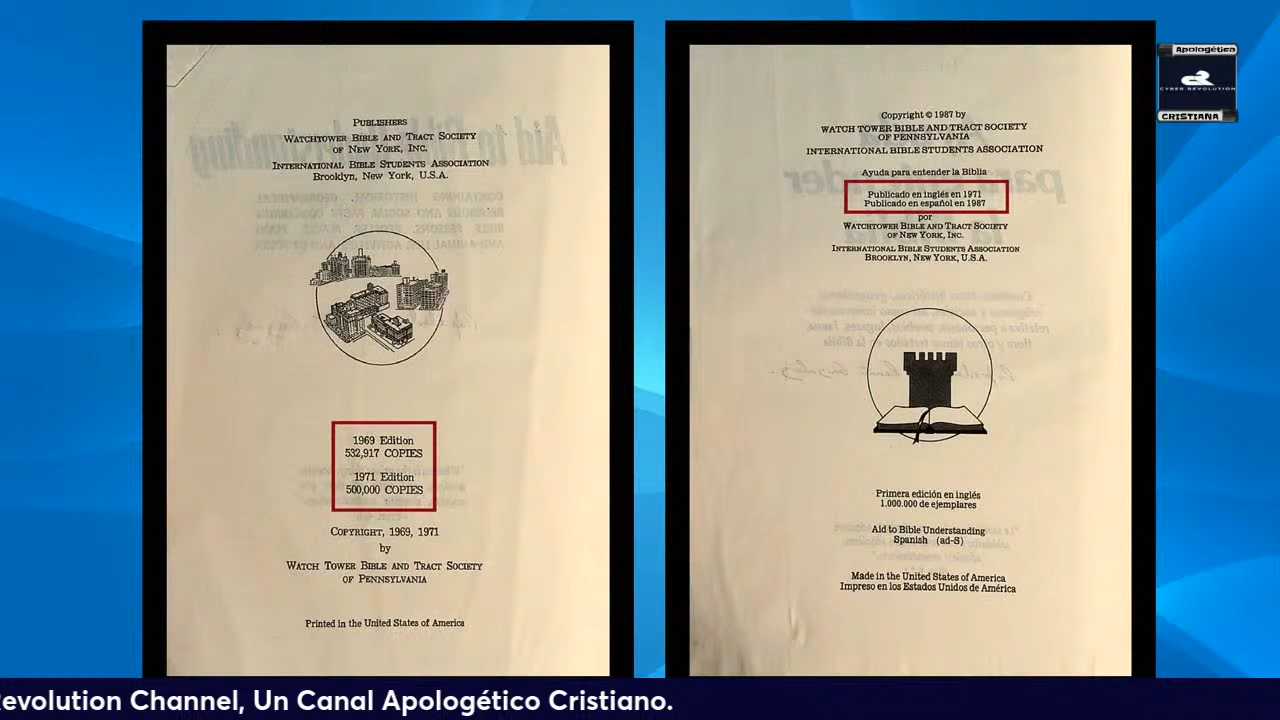 PUBLISHERS
WATCHTOWER BIBLE AND TRACT SOCIETY
OF NEW YORK, INC.
INTERNATIONAL BIBLE STUDENTS ASSOCIATION
Brooklyn, New York, U.S.A.
1969 Edition
532,917 COPIES
1971 Edition
500,000 COPIES
COPYRIGHT, 1969, 1971
by
WATCH TOWER BIBLE AND TRACT SOCIETY
OF PENNSYLVANIA
Printed in the United States of America
Copyright © 1987 by
WATCH TOWER BIBLE AND TRACT SOCIETY
OF PENNSYLVANIA
INTERNATIONAL BIBLE STUDENTS ASSOCIATION
Ayuda para entender la Biblia
Publicado en inglés en 1971
Publicado en español en 1987
por
WATCHTOWER BIBLE AND TRACT SOCIETY
OF NEW YORK, INC.
INTERNATIONAL BIBLE STUDENTS ASSOCIATION
BROOKLYN, NEW YORK, U.S.A.
Primera edición en inglés
1.000.000 de ejemplares
Aid to Bible Understanding
Spanish (ad-S)
Made in the United States of America
Impreso en los Estados Unidos de América
Apologética
CYBER REVOLUTION
CRISTIANA
evolution Channel, Un Canal Apologético Cristiano.